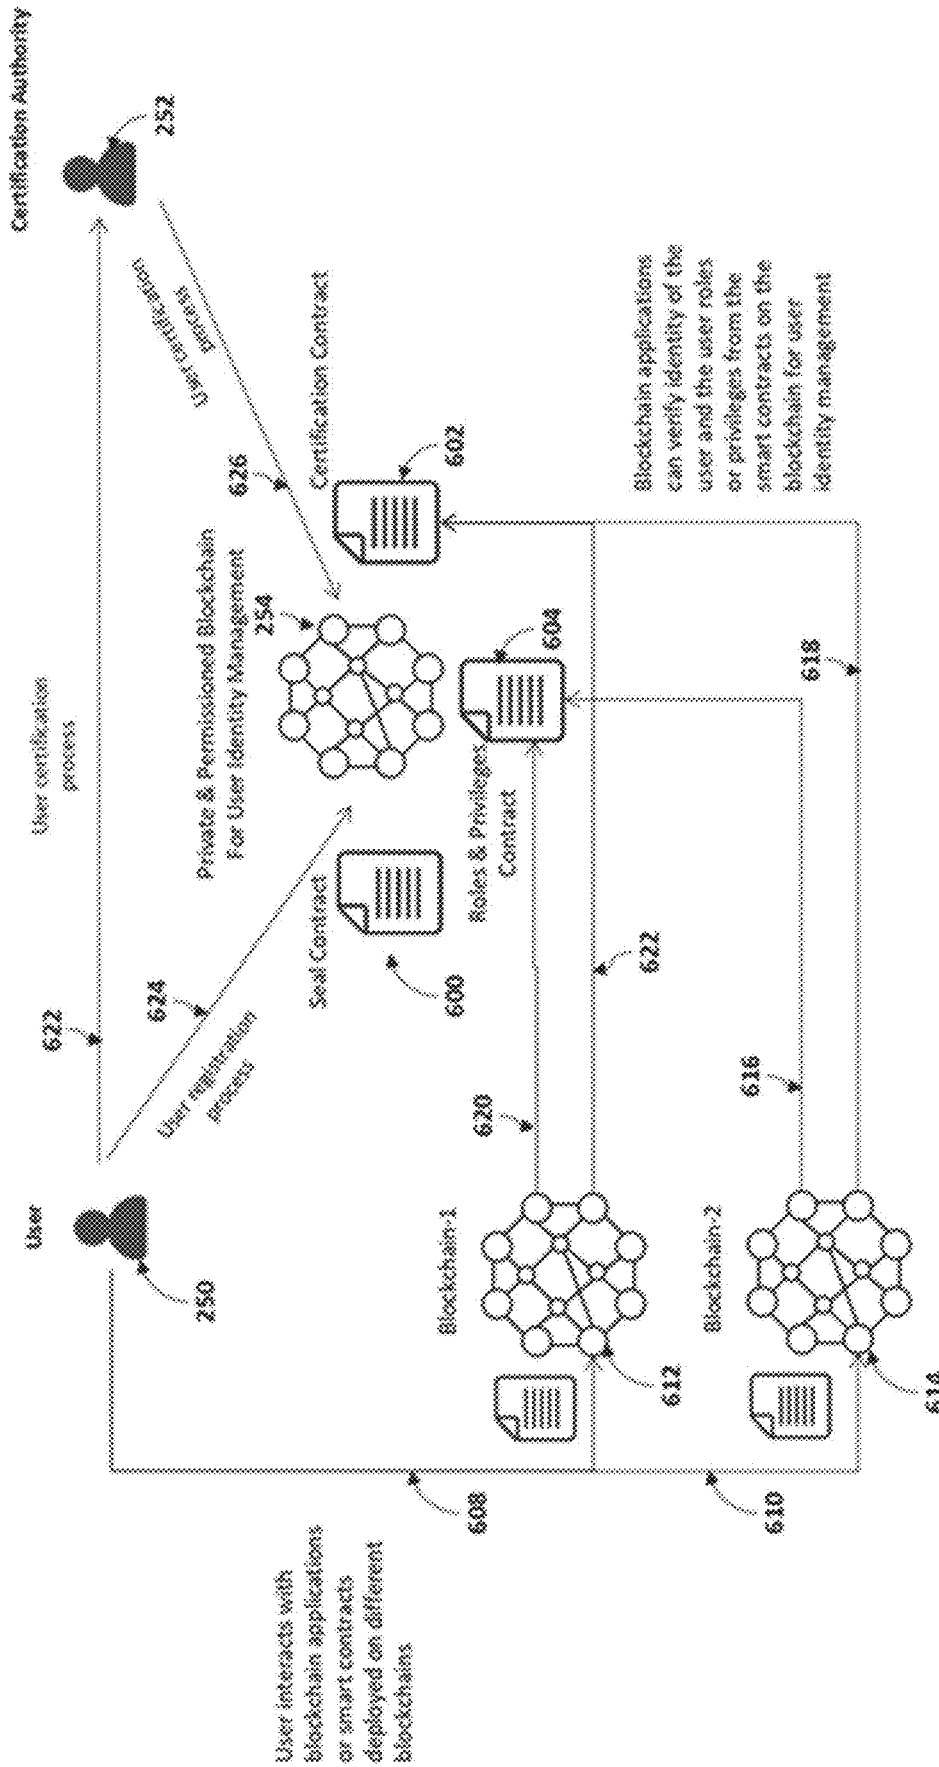 Certification Authority
252
User certification
process
622
User
250
User certification
process
626
Private & Permissioned Blockchain
For User Identity Management
254
Certification Contract
602
624
User registration
process
Seal Contract
600
604
Roles & Privileges
Contract
620
622
Blockchain-1
612
616
618
Blockchain-2
614
608
610
User interacts with
blockchain applications
or smart contracts
deployed on different
blockchains
Blockchain applications
can verify identity of the
user and the user roles
or privileges from the
smart contracts on the
blockchain for user
identity management